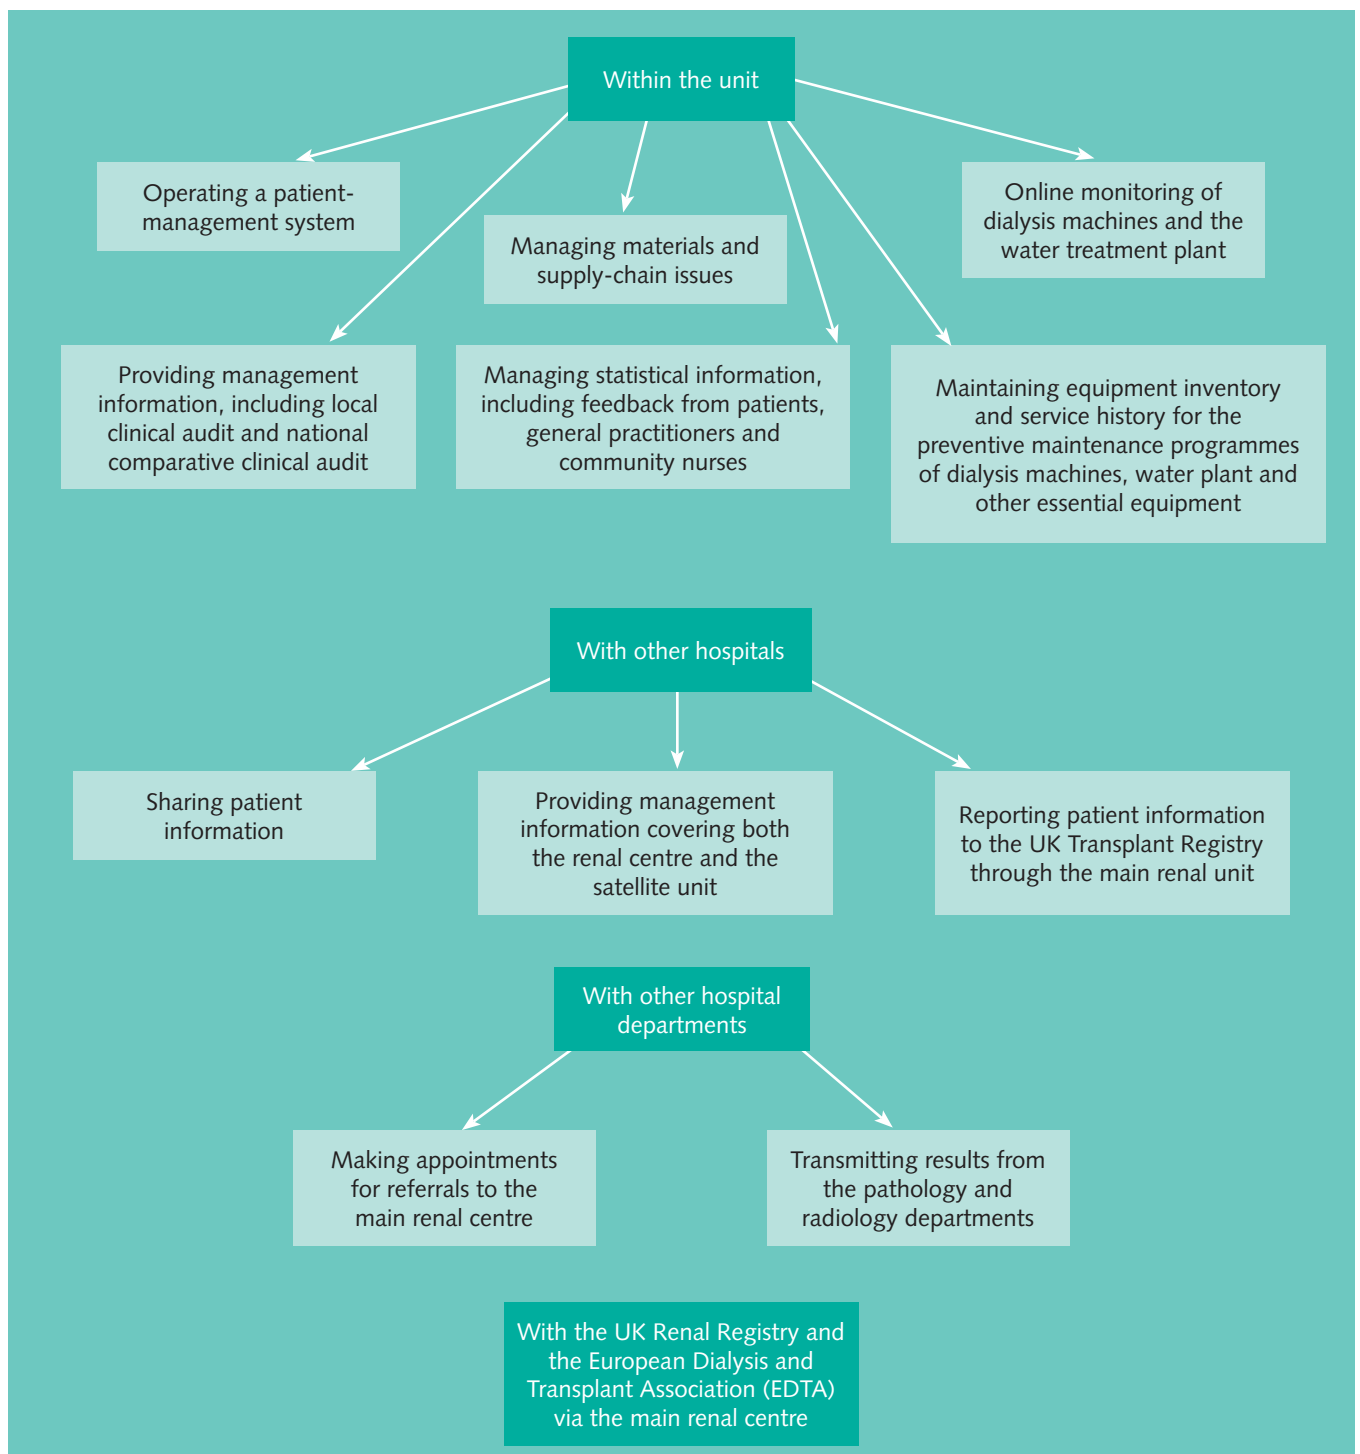 Within the unit
Operating a patient-
management system
Managing materials and
supply-chain issues
Online monitoring of
dialysis machines and the
water treatment plant
Providing management
information, including local
clinical audit and national
comparative clinical audit
Managing statistical information,
including feedback from patients,
general practitioners and
community nurses
Maintaining equipment inventory
and service history for the
preventive maintenance programmes
of dialysis machines, water plant and
other essential equipment
With other hospitals
Sharing patient
information
Providing management
information covering both
the renal centre and the
satellite unit
Reporting patient information
to the UK Transplant Registry
through the main renal unit
With other hospital
departments
Making appointments
for referrals to the
main renal centre
Transmitting results from
the pathology and
radiology departments
With the UK Renal Registry and
the European Dialysis and
Transplant Association (EDTA)
via the main renal centre